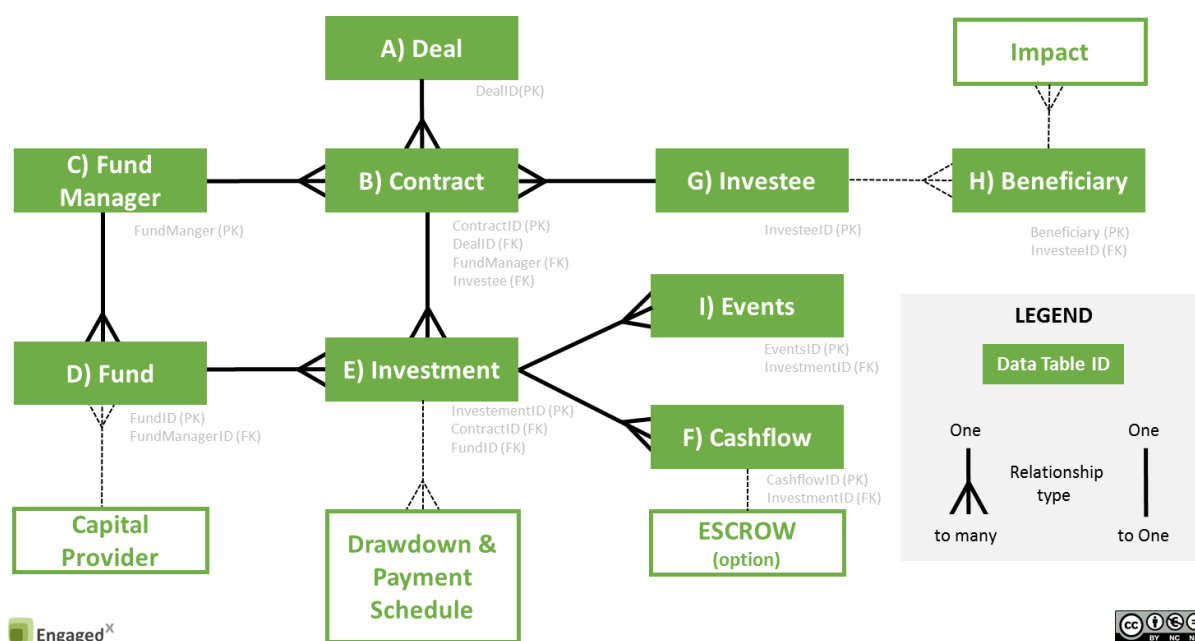 A) Deal
DealID(PK)
Impact
C) Fund
Manager
FundManger (PK)
B) Contract
ContractID (PK)
DealID (FK)
FundManager (FK)
Investee (FK)
G) Investee
InvesteeID (PK)
H) Beneficiary
Beneficiary (PK)
InvesteeID (FK)
D) Fund
FundID (PK)
FundManagerID (FK)
E) Investment
InvestementID (PK)
ContractID (FK)
FundID (FK)
I) Events
EventsID (PK)
InvestmentID (FK)
F) Cashflow
CashflowID (PK)
InvestmentID (FK)
Capital
Provider
Drawdown &
Payment
Schedule
ESCROW
(option)
LEGEND
Data Table ID
One
to many
Relationship
type
One
to One
Engaged X
cc
BY NC N